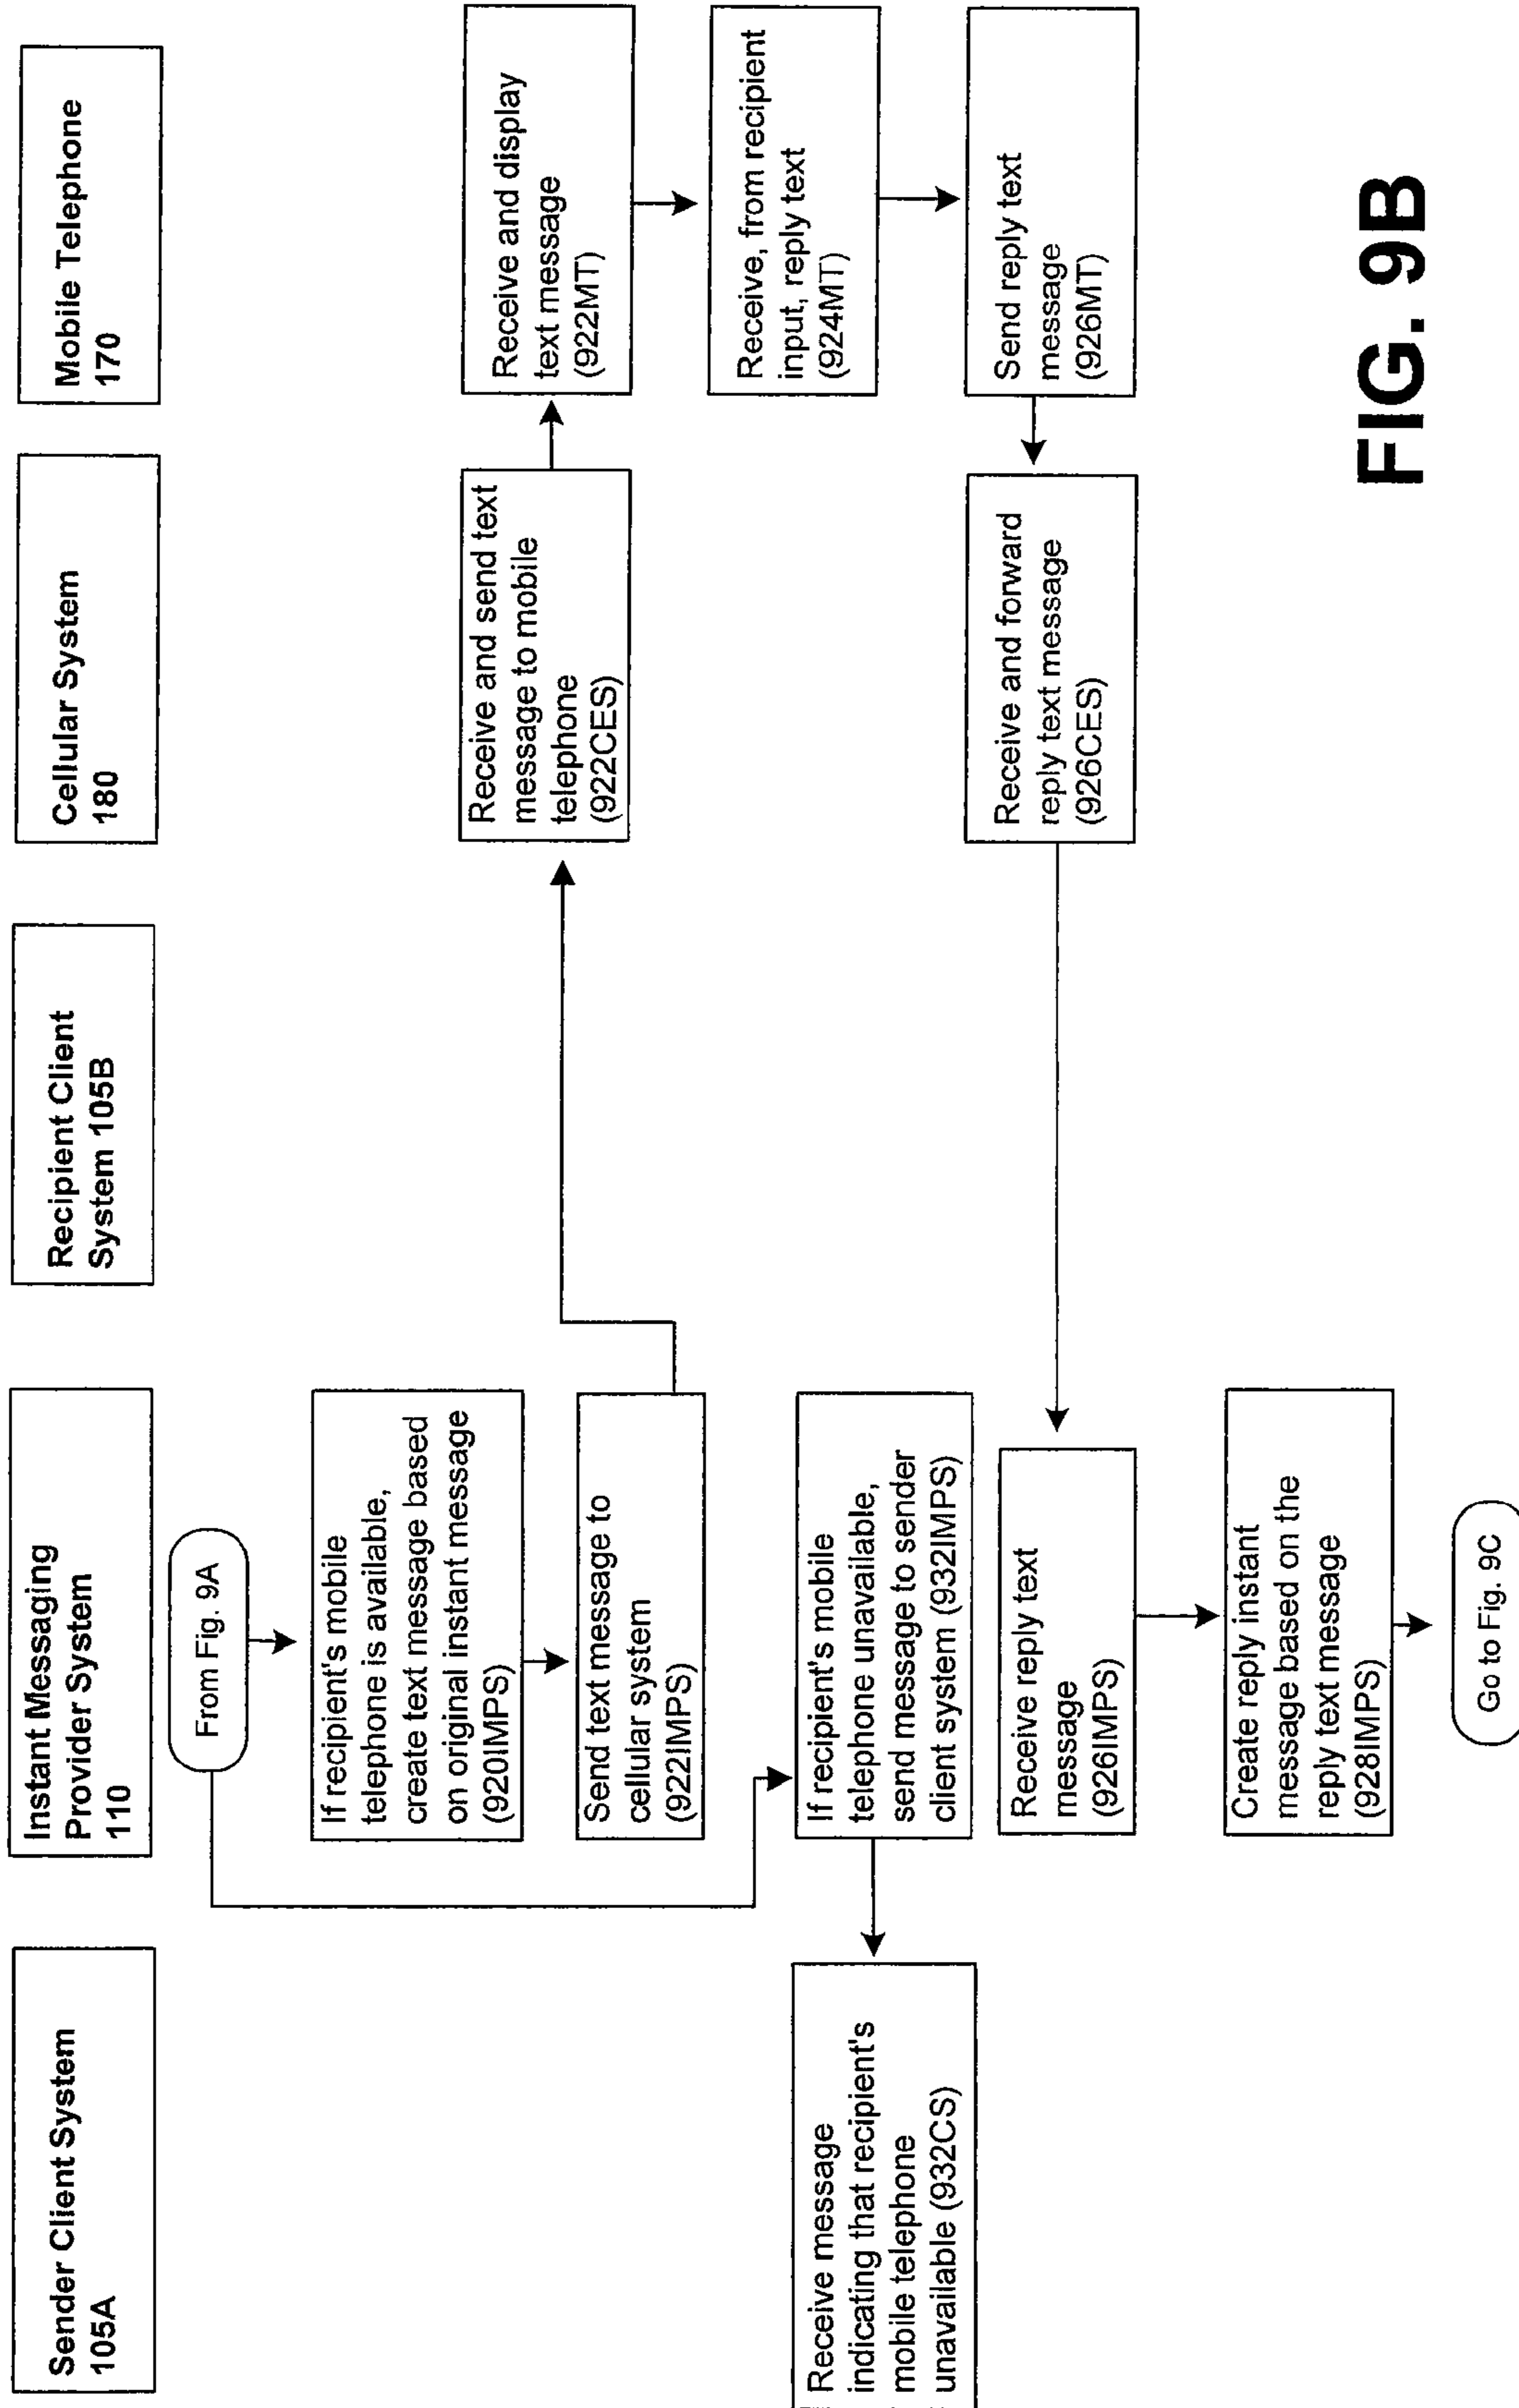 Sender Client System
105A
Instant Messaging
Provider System
110
Recipient Client
System 105B
Cellular System
180
Mobile Telephone
170
From Fig. 9A
If recipient's mobile
telephone is available,
create text message based
on original instant message
(920IMPS)
Send text message to
cellular system
(922IMPS)
Receive and send text
message to mobile
telephone
(922CES)
Receive and display
text message
(922MT)
Receive, from recipient
input, reply text
(924MT)
Receive message
indicating that recipient's
mobile telephone
unavailable (932CS)
If recipient's mobile
telephone unavailable,
send message to sender
client system (932IMPS)
Receive reply text
message
(926IMPS)
Receive and forward
reply text message
(926CES)
Send reply text
message
(926MT)
Create reply instant
message based on the
reply text message
(928IMPS)
Go to Fig. 9C
FIG. 9B